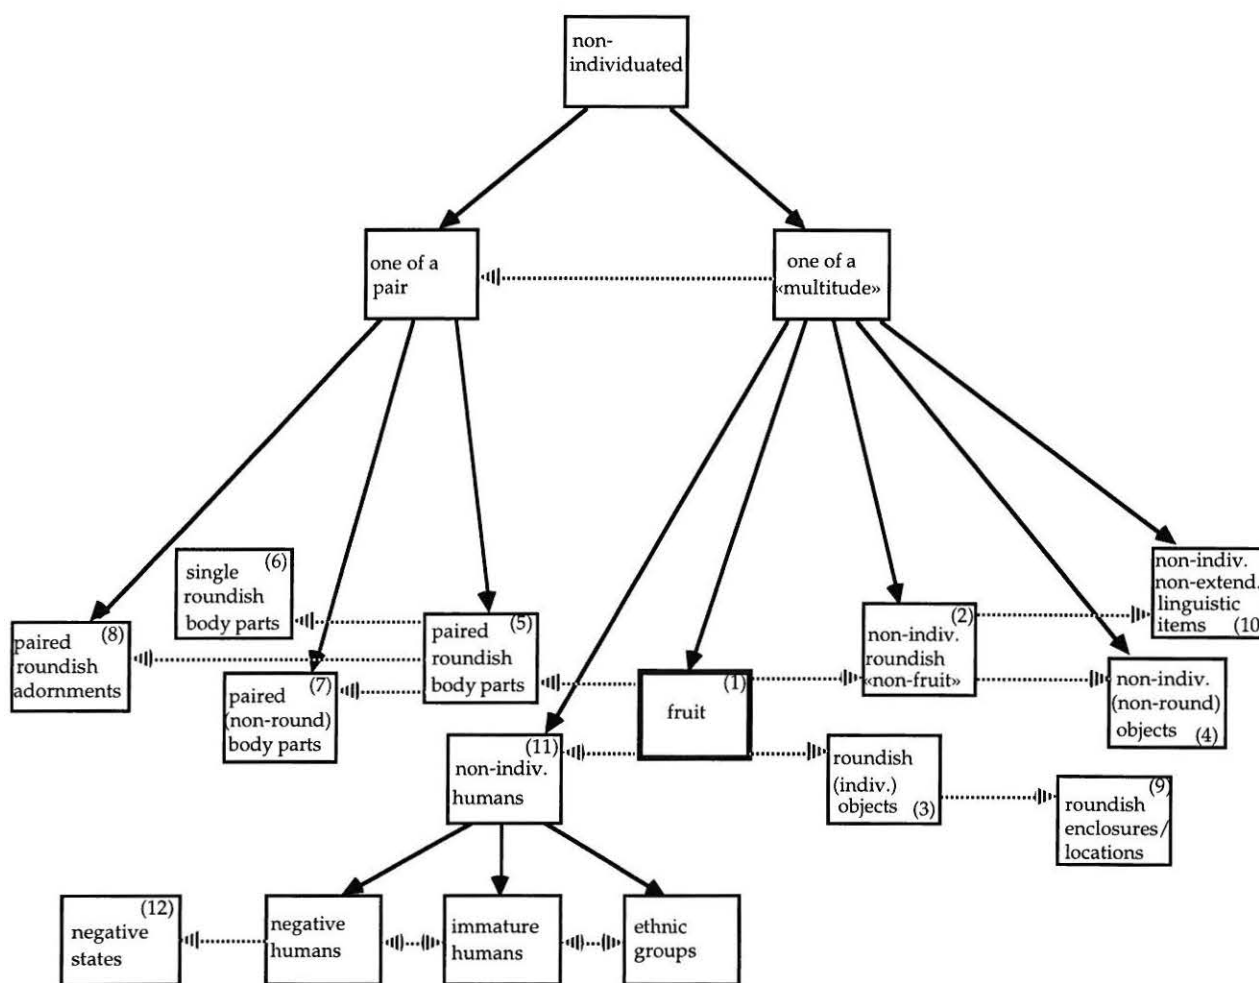 non-
individuated
one of a
pair
one of a
«multitude»
(6)
single
roundish
body parts
(8)
paired
roundish
adornments
(7)
paired
(non-round)
body parts
(5)
paired
roundish
body parts
(1)
fruit
(2)
non-indiv.
roundish
«non-fruit»
non-indiv.
non-extend.
linguistic
items (10)
non-indiv.
(non-round)
objects (4)
(11)
non-indiv.
humans
roundish
(indiv.)
objects (3)
(9)
roundish
enclosures/
locations
(12)
negative
states
negative
humans
immature
humans
ethnic
groups